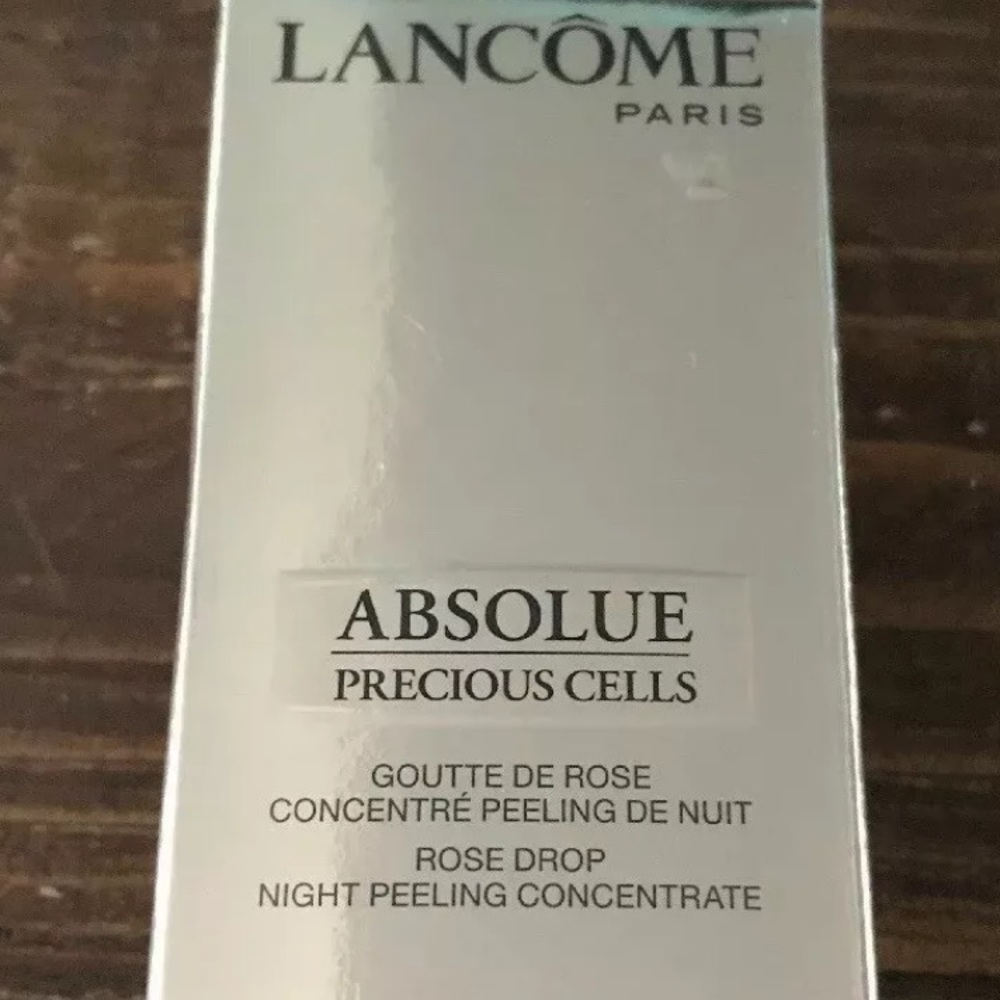 LANCÔME
PARIS
ABSOLUE
PRECIOUS CELLS
GOUTTE DE ROSE
CONCENTRÉ PEELING DE NUIT
ROSE DROP
NIGHT PEELING CONCENTRATE